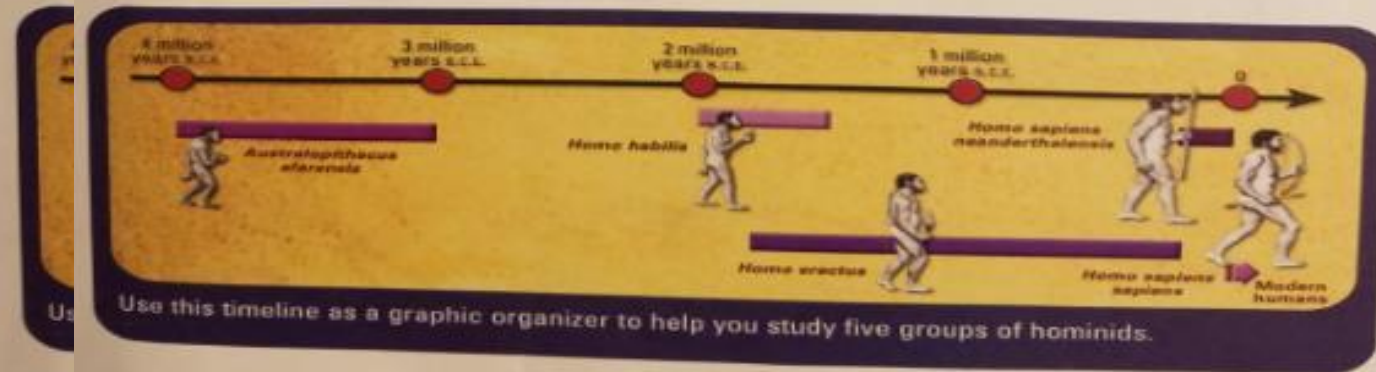 4 million
years B.C.E.
3 million
years B.C.E.
2 million
years B.C.E.
1 million
years B.C.E.
0
Australopithecus
afarensis
Homo habilis
Homo sapiens
neanderthalensis
Homo erectus
Homo sapiens
sapiens
Modern
humans
Us
Use this timeline as a graphic organizer to help you study five groups of hominids.